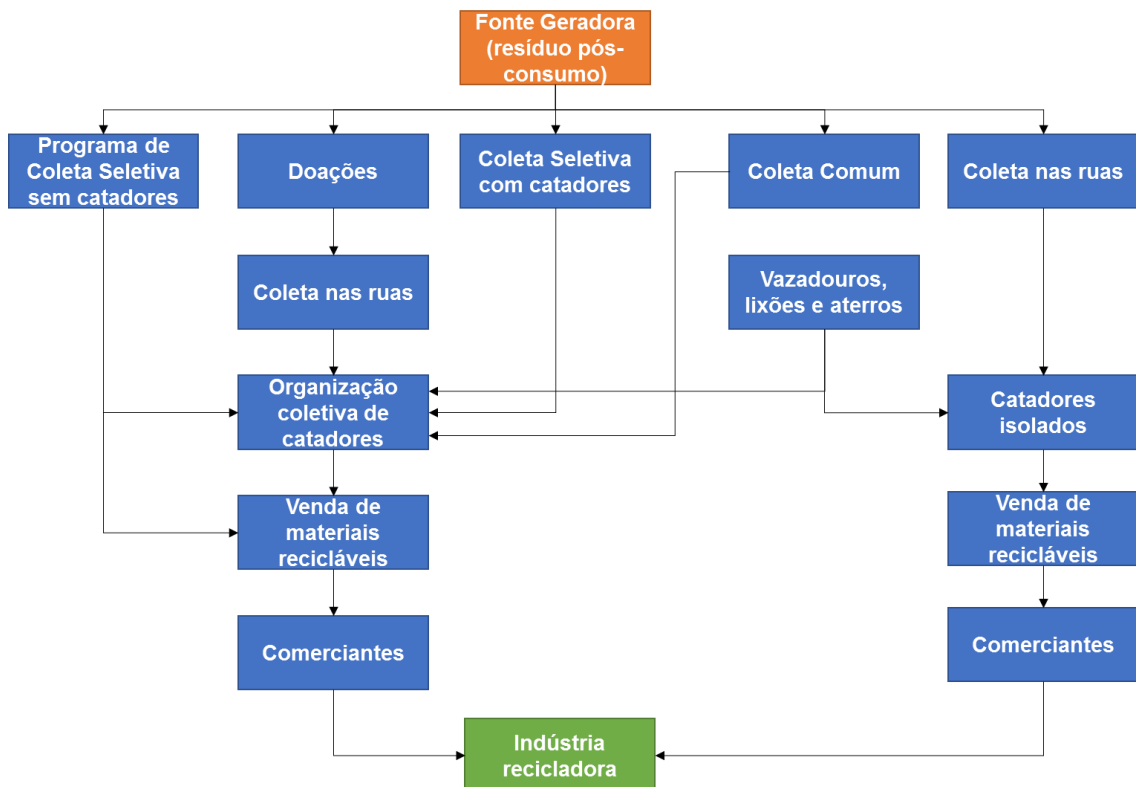 Fonte Geradora
(resíduo pós-
consumo)
Programa de
Coleta Seletiva
sem catadores
Doações
Coleta Seletiva
com catadores
Coleta Comum
Coleta nas ruas
Coleta nas ruas
Vazadouros,
lixões e aterros
Organização
coletiva de
catadores
Catadores
isolados
Venda de
materiais
recicláveis
Venda de
materiais
recicláveis
Comerciantes
Comerciantes
Indústria
recicladora